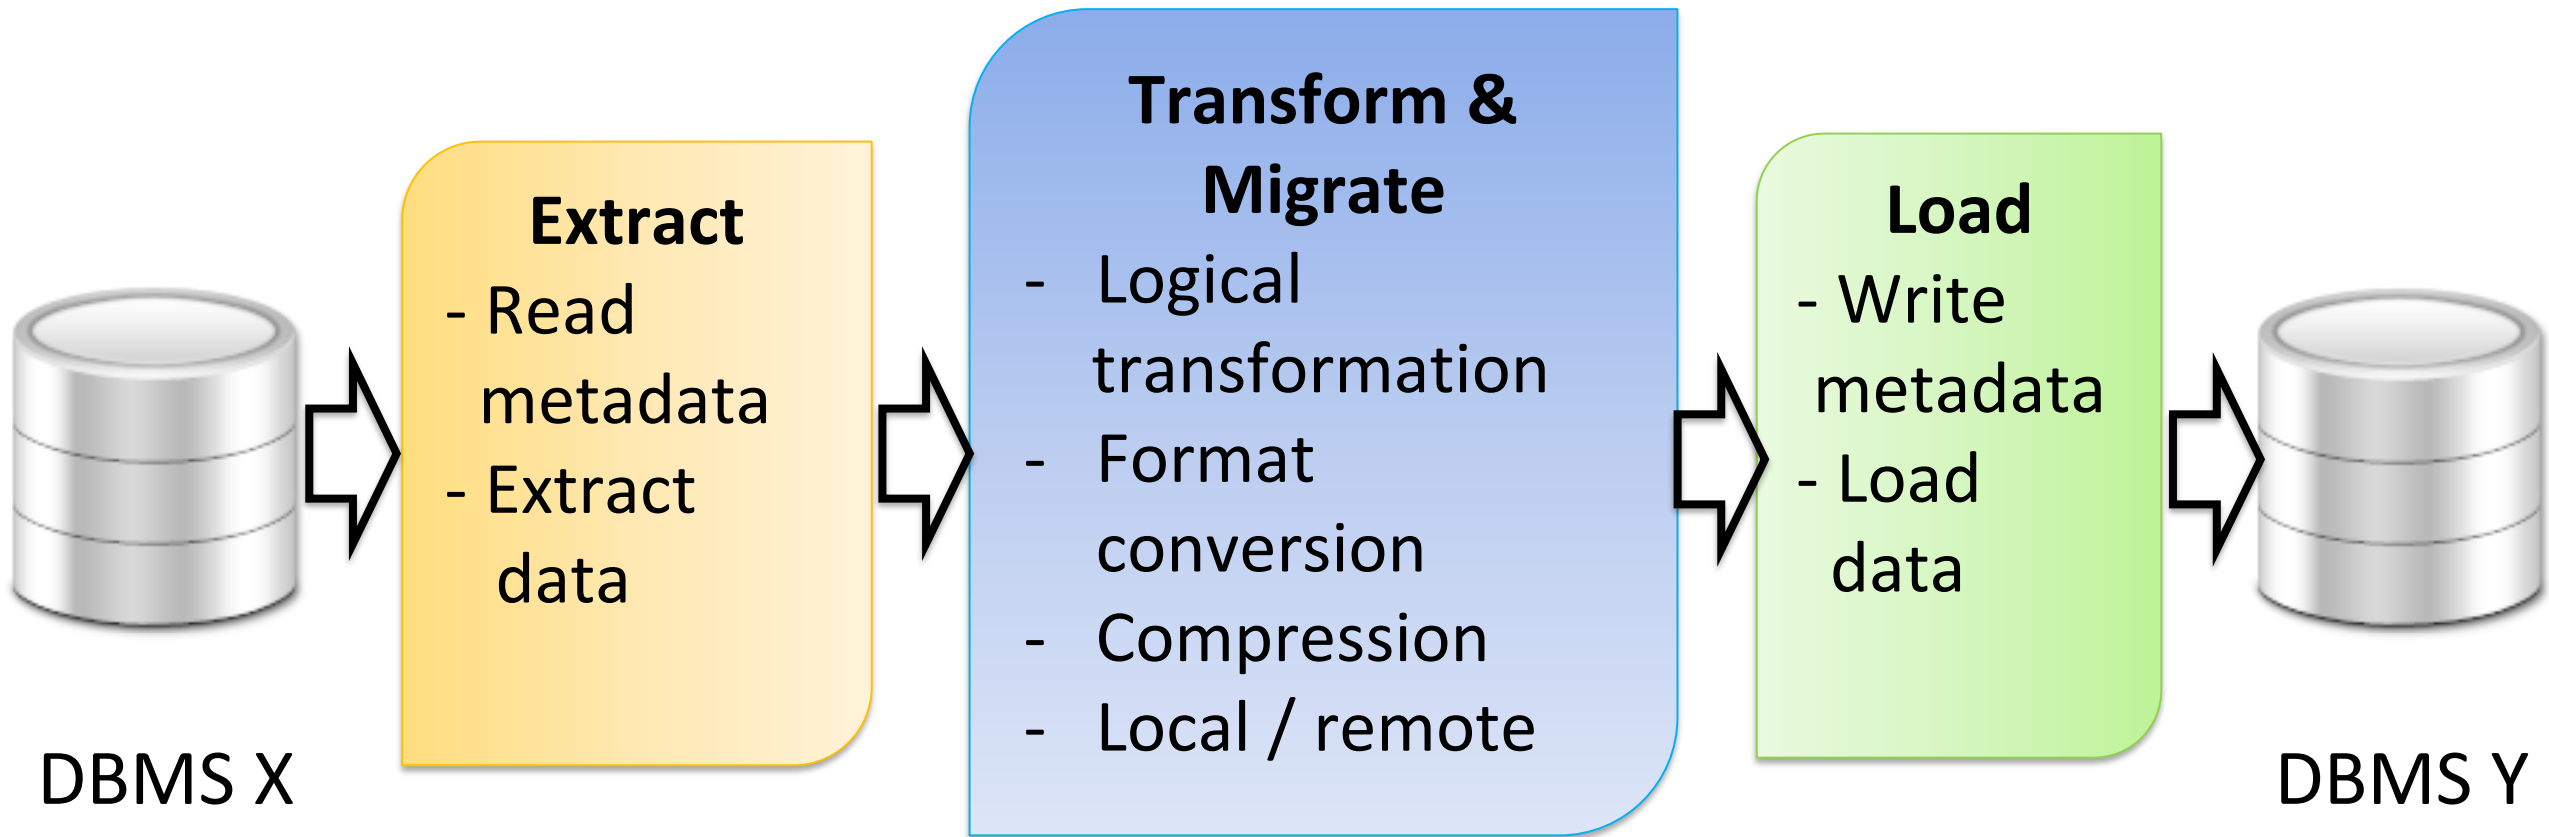 DBMS X
Extract
- Read
metadata
- Extract
data
Transform &
Migrate
- Logical
transformation
- Format
conversion
- Compression
- Local / remote
Load
- Write
metadata
- Load
data
DBMS Y